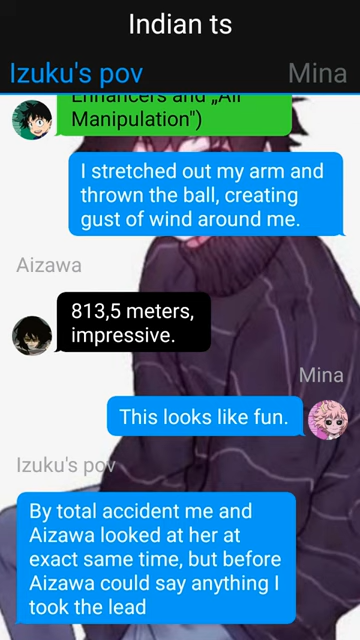 Indian ts
Izuku's pov
Mina
Enhancers and „Air
Manipulation")
I stretched out my arm and
thrown the ball, creating
gust of wind around me.
Aizawa
813,5 meters,
impressive.
Mina
This looks like fun.
Izuku's pov
By total accident me and
Aizawa looked at her at
exact same time, but before
Aizawa could say anything I
took the lead